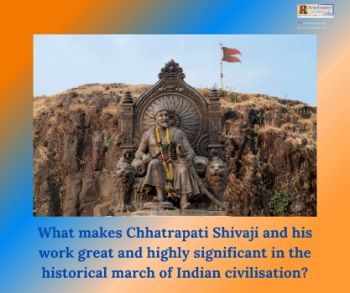 What makes Chhatrapati Shivaji and his
work great and highly significant in the
historical march of Indian civilisation?